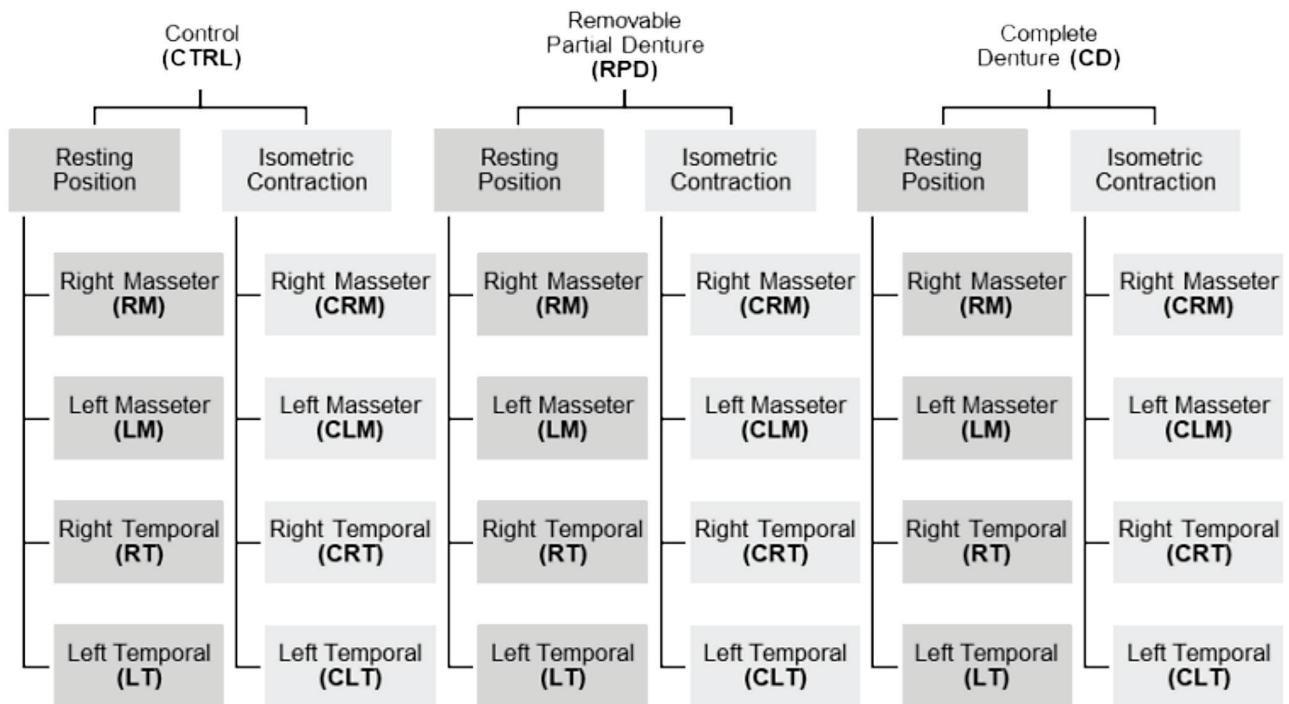 Control
(CTRL)
Removable
Partial Denture
(RPD)
Complete
Denture (CD)
Resting
Position
Isometric
Contraction
Resting
Position
Isometric
Contraction
Resting
Position
Isometric
Contraction
Right Masseter
(RM)
Right Masseter
(CRM)
Right Masseter
(RM)
Right Masseter
(CRM)
Right Masseter
(RM)
Right Masseter
(CRM)
Left Masseter
(LM)
Left Masseter
(CLM)
Left Masseter
(LM)
Left Masseter
(CLM)
Left Masseter
(LM)
Left Masseter
(CLM)
Right Temporal
(RT)
Right Temporal
(CRT)
Right Temporal
(RT)
Right Temporal
(CRT)
Right Temporal
(RT)
Right Temporal
(CRT)
Left Temporal
(LT)
Left Temporal
(CLT)
Left Temporal
(LT)
Left Temporal
(CLT)
Left Temporal
(LT)
Left Temporal
(CLT)